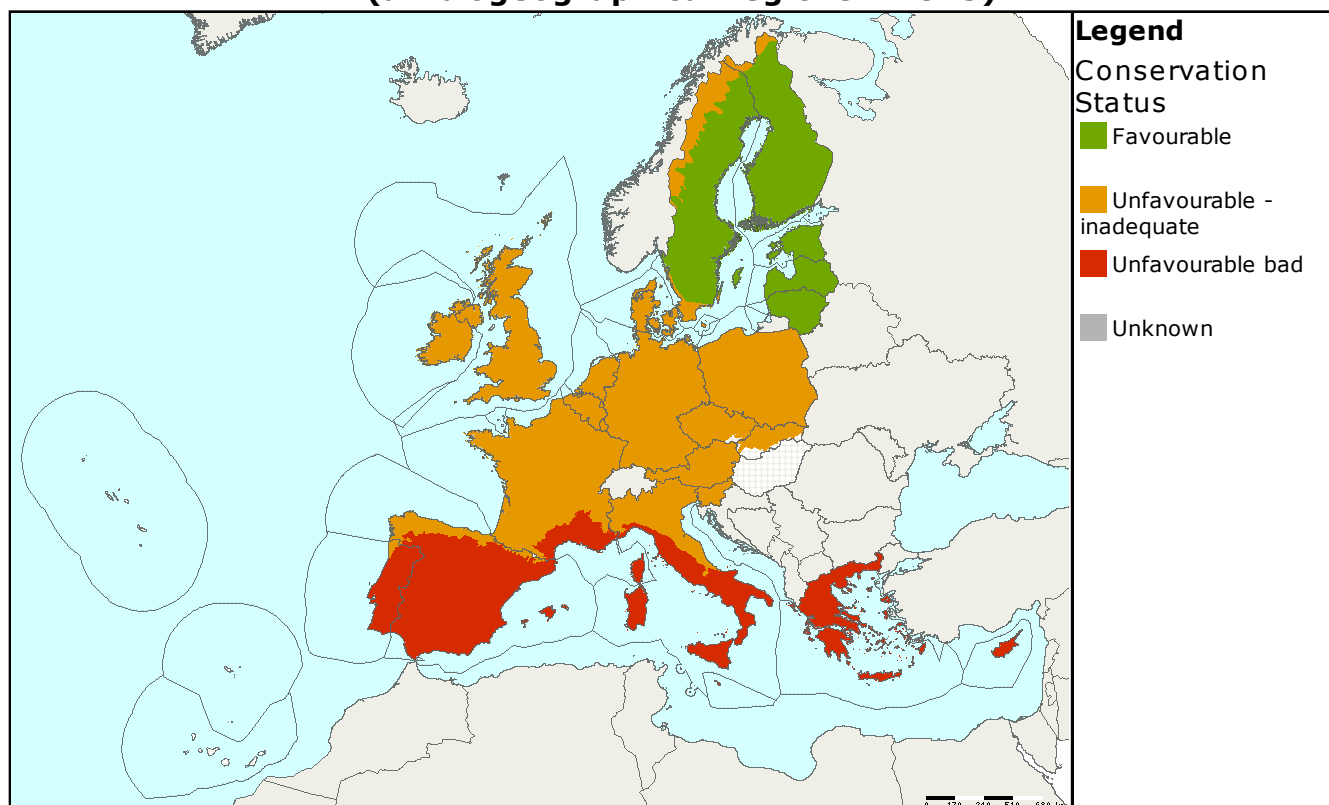 Legend
Conservation
Status
Favourable
Unfavourable -
inadequate
Unfavourable bad
Unknown